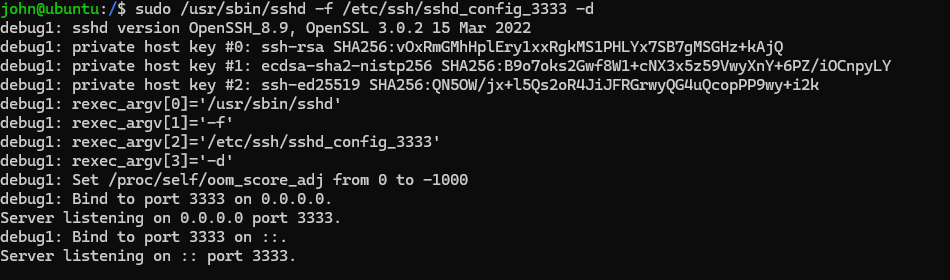 john@ubuntu:/$ sudo /usr/sbin/sshd -f /etc/ssh/sshd_config_3333 -d
debug1: sshd version OpenSSH_8.9, OpenSSL 3.0.2 15 Mar 2022
debug1: private host key #0: ssh-rsa SHA256:vOxRmGMhHplEry1xxRgkMS1PHLYx7SB7gMSGHz+kAjQ
debug1: private host key #1: ecdsa-sha2-nistp256 SHA256:B9o7oks2Gwf8W1+cNX3x5z59VwyXnY+6PZ/iOCnpyLY
debug1: private host key #2: ssh-ed25519 SHA256:QN5OW/jx+l5Qs2oR4JiJFRGrwyQG4uQcopPP9wy+i2k
debug1: rexec_argv[0]='/usr/sbin/sshd'
debug1: rexec_argv[1]='-f'
debug1: rexec_argv[2]='/etc/ssh/sshd_config_3333'
debug1: rexec_argv[3]='-d'
debug1: Set /proc/self/oom_score_adj from 0 to -1000
debug1: Bind to port 3333 on 0.0.0.0.
Server listening on 0.0.0.0 port 3333.
debug1: Bind to port 3333 on ::.
Server listening on :: port 3333.